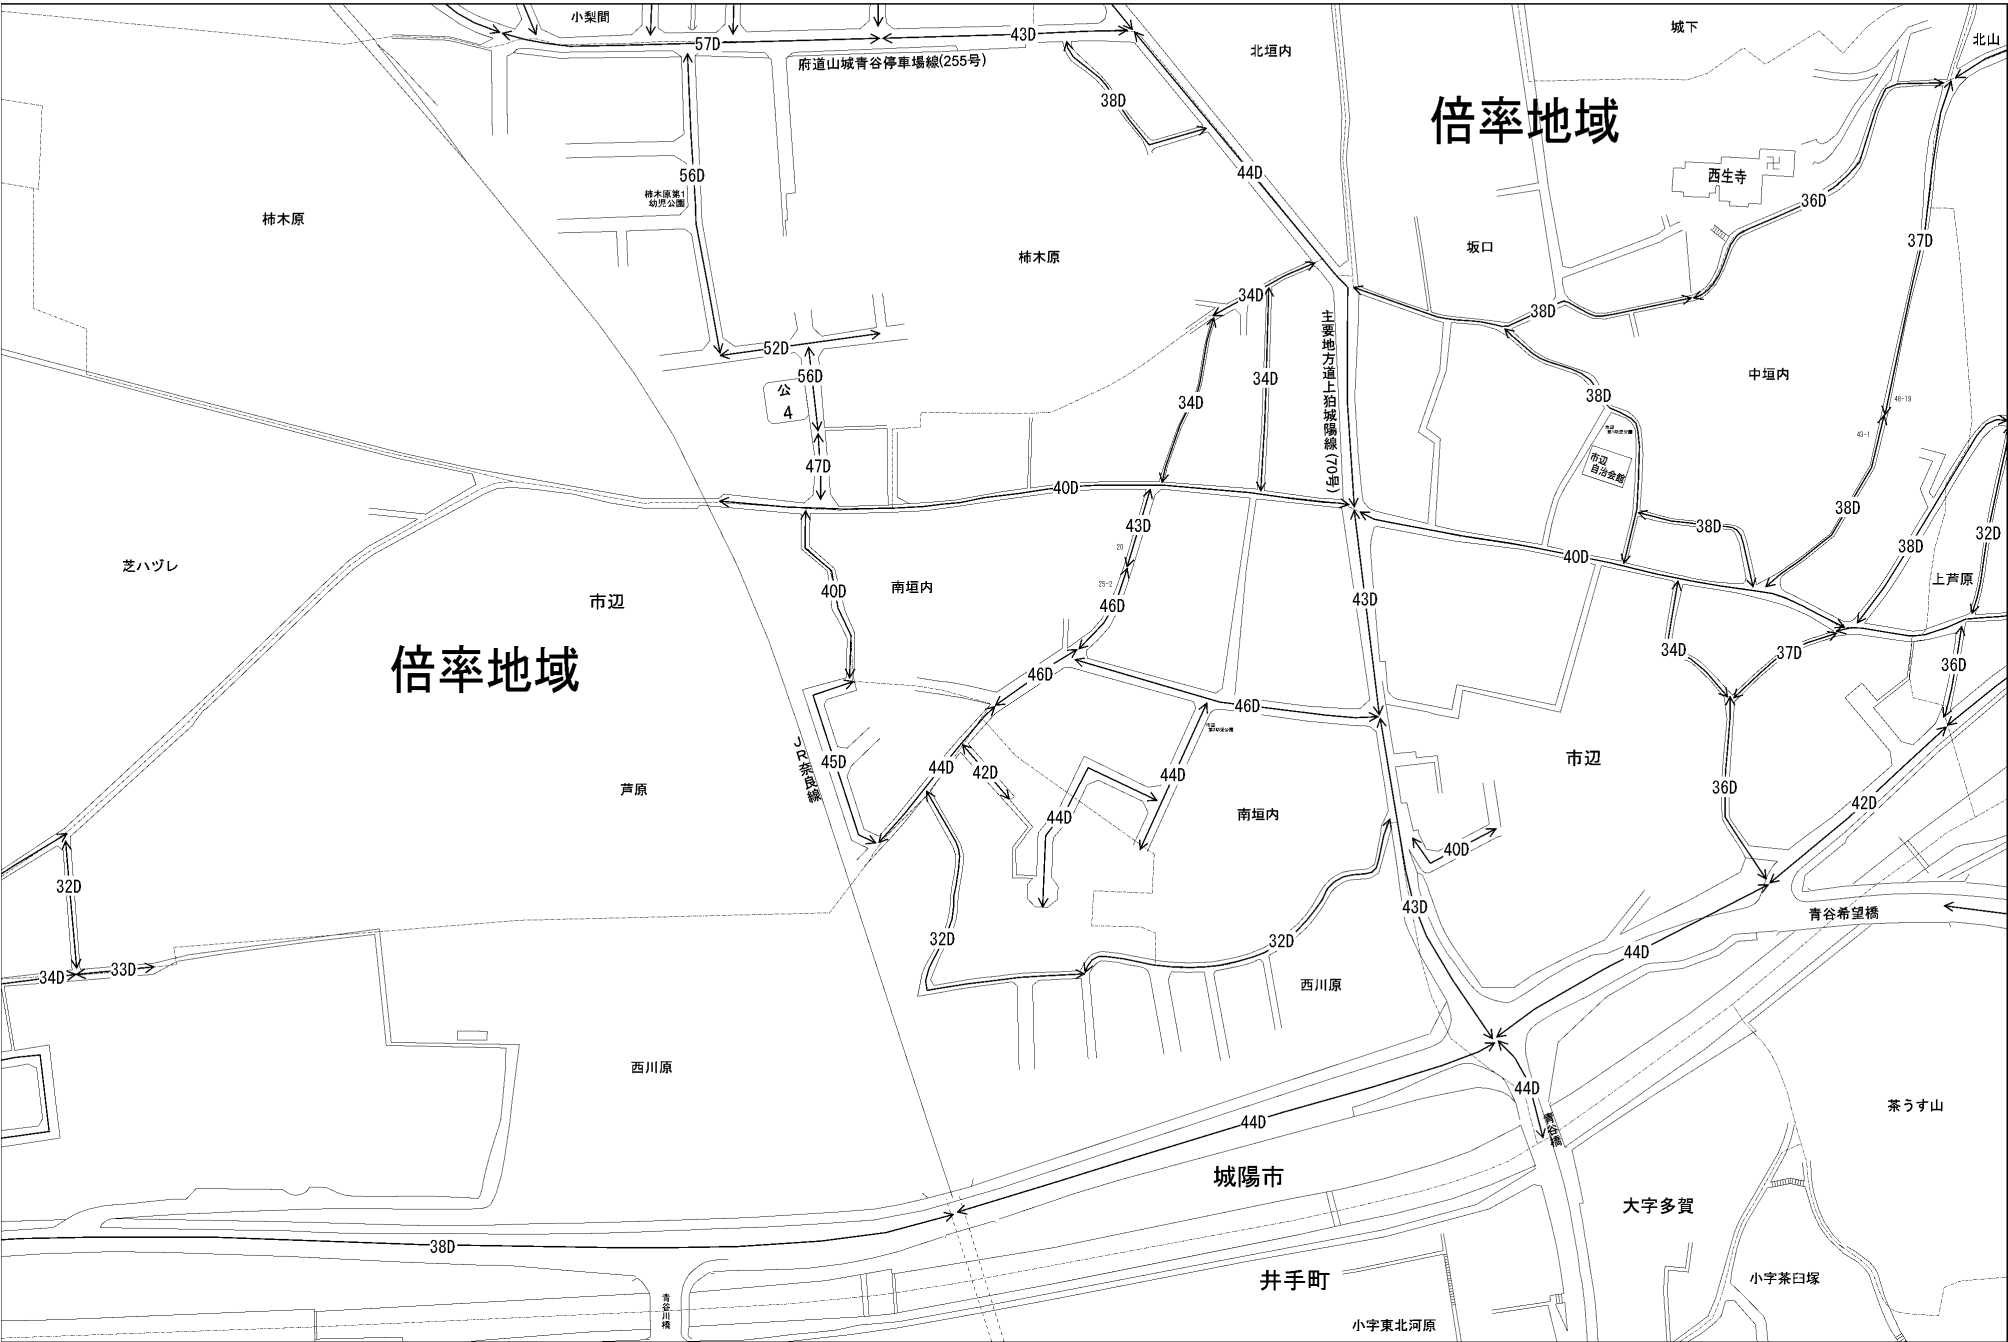 小梨間
57D
43D
府道山城青谷停車場線(255号)
北垣内
城下
北山
38D
倍率地域
44D
56D
柿木原第1
幼児公園
西生寺
36D
柿木原
柿木原
坂口
37D
34D
38D
主要地方道上狛城陽線(70号)
52D
56D
公
4
34D
34D
中垣内
38D
48-19
43-1
市辺
自治会館
47D
40D
43D
38D
38D
32D
20
40D
38D
芝ハヅレ
25-2
上芦原
市辺
40D
南垣内
46D
43D
34D
37D
36D
倍率地域
46D
46D
JR奈良線
45D
44D
42D
44D
市辺
芦原
44D
南垣内
36D
42D
40D
32D
43D
青谷希望橋
32D
32D
44D
34D
33D
西川原
西川原
44D
44D
青谷橋
茶うす山
城陽市
大字多賀
38D
井手町
小字茶臼塚
青谷川橋
小字東北河原